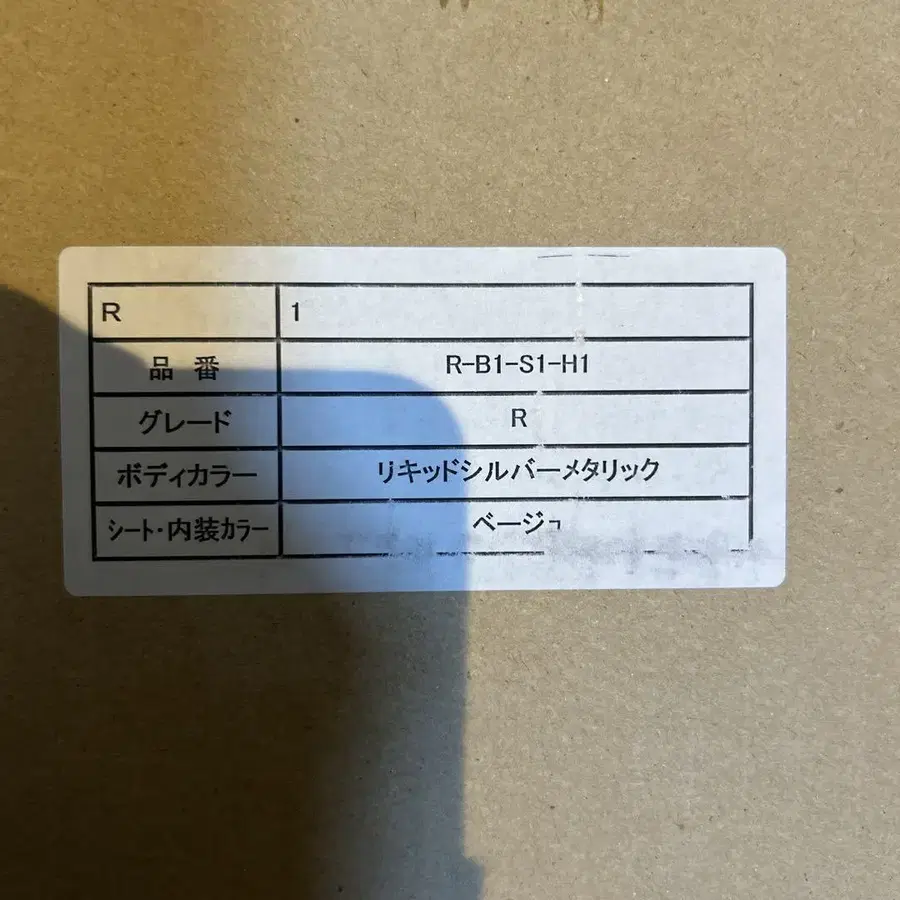 R 1
品 番 R-B1-S1-H1
グレード R
ボディカラー リキッドシルバーメタリック
シート・内装カラー ベージュ